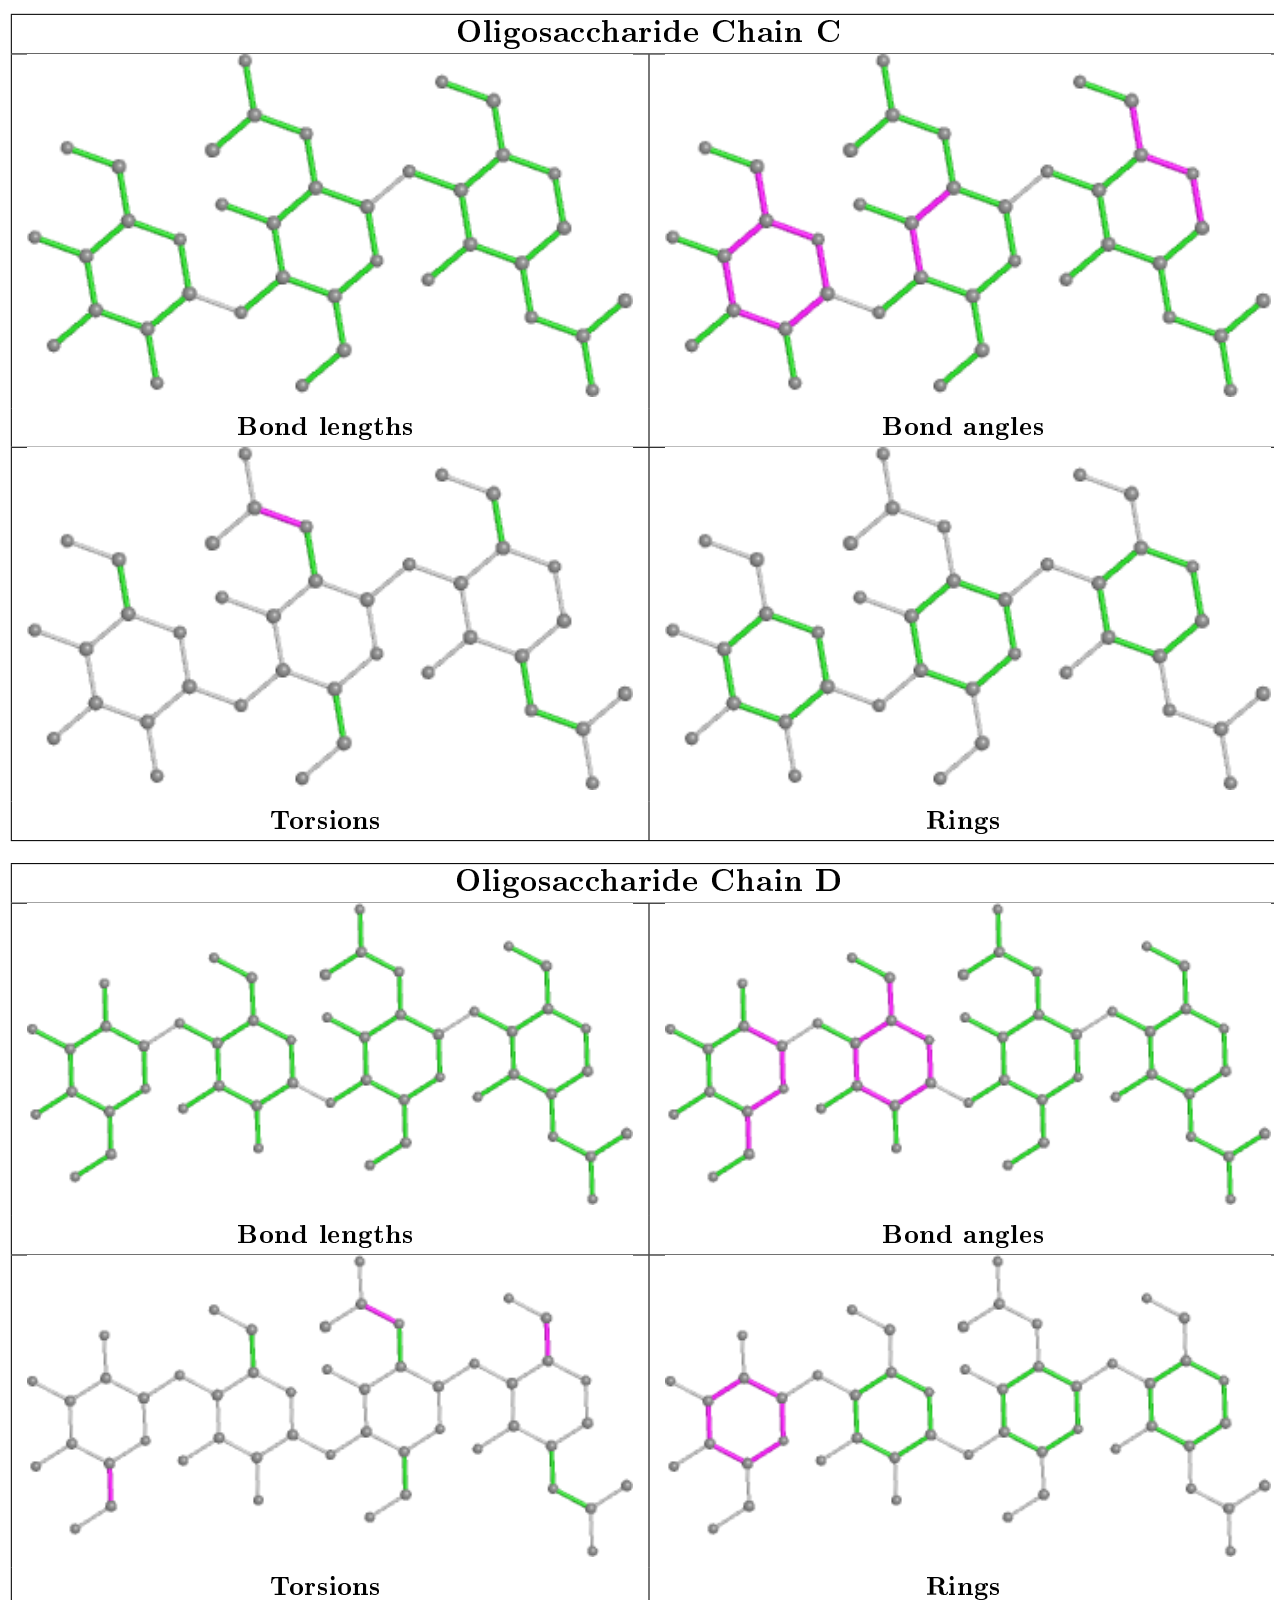 Oligosaccharide Chain C
Bond lengths
Bond angles
Torsions
Rings
Oligosaccharide Chain D
Bond lengths
Bond angles
Torsions
Rings